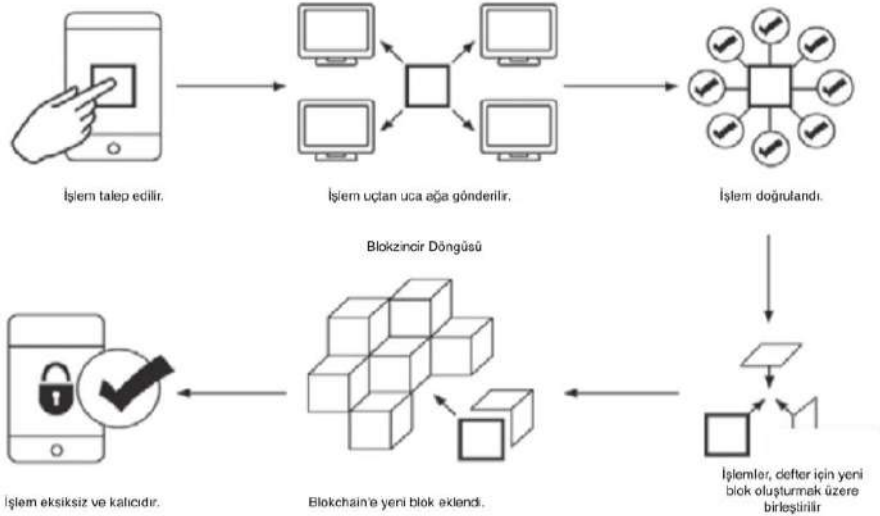 İşlem talep edilir.
İşlem uçtan uca ağa gönderilir.
İşlem doğrulandı.
Blokzincir Döngüsü
İşlemler, defter için yeni
blok oluşturmak üzere
birleştirilir
Blokchain'e yeni blok eklendi.
İşlem eksiksiz ve kalıcıdır.